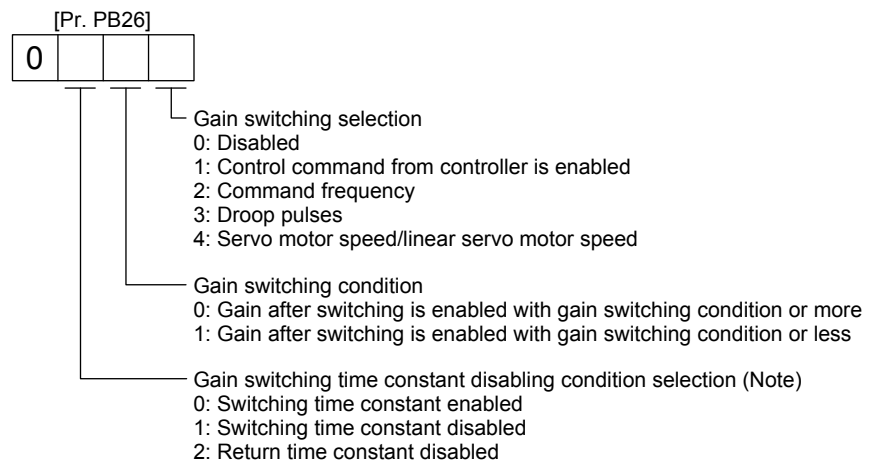 [Pr. PB26]
0
Gain switching selection
0: Disabled
1: Control command from controller is enabled
2: Command frequency
3: Droop pulses
4: Servo motor speed/linear servo motor speed
Gain switching condition
0: Gain after switching is enabled with gain switching condition or more
1: Gain after switching is enabled with gain switching condition or less
Gain switching time constant disabling condition selection (Note)
0: Switching time constant enabled
1: Switching time constant disabled
2: Return time constant disabled